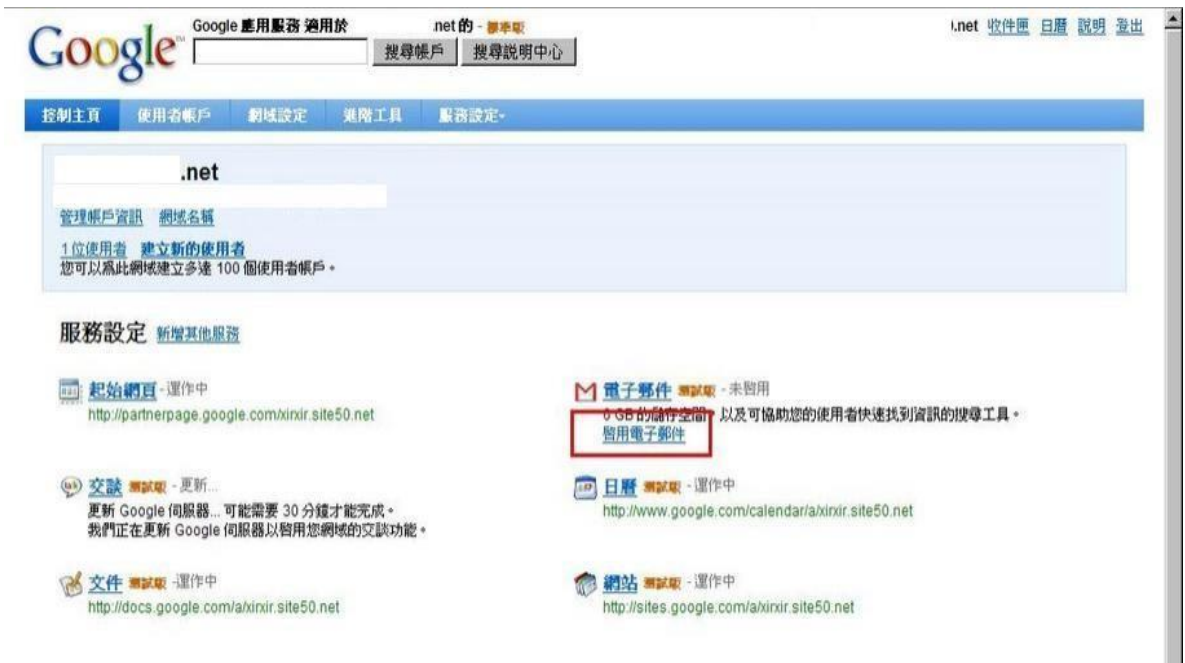 Google™
Google 應用服務 適用於 .net 的 - 標準版
.net 收件匣 日曆 說明 登出
搜尋帳戶 搜尋說明中心
控制主頁 使用者帳戶 網域設定 進階工具 服務設定
.net
管理帳戶資訊 網域名稱
1 位使用者 建立新的使用者
您可以為此網域建立多達 100 個使用者帳戶。
服務設定 新增其他服務
起始網頁 - 運作中
http://partnerpage.google.com/xirxir.site50.net
電子郵件 測試版 - 未啟用
GB 的儲存空間,以及可協助您的使用者快速找到資訊的搜尋工具。
啟用電子郵件
交談 測試版 - 更新...
更新 Google 伺服器... 可能需要 30 分鐘才能完成。
我們正在更新 Google 伺服器以啟用您網域的交談功能。
日曆 測試版 - 運作中
http://www.google.com/calendar/a/xirxir.site50.net
文件 測試版 -運作中
http://docs.google.com/a/xirxir.site50.net
網站 測試版 - 運作中
http://sites.google.com/a/xirxir.site50.net